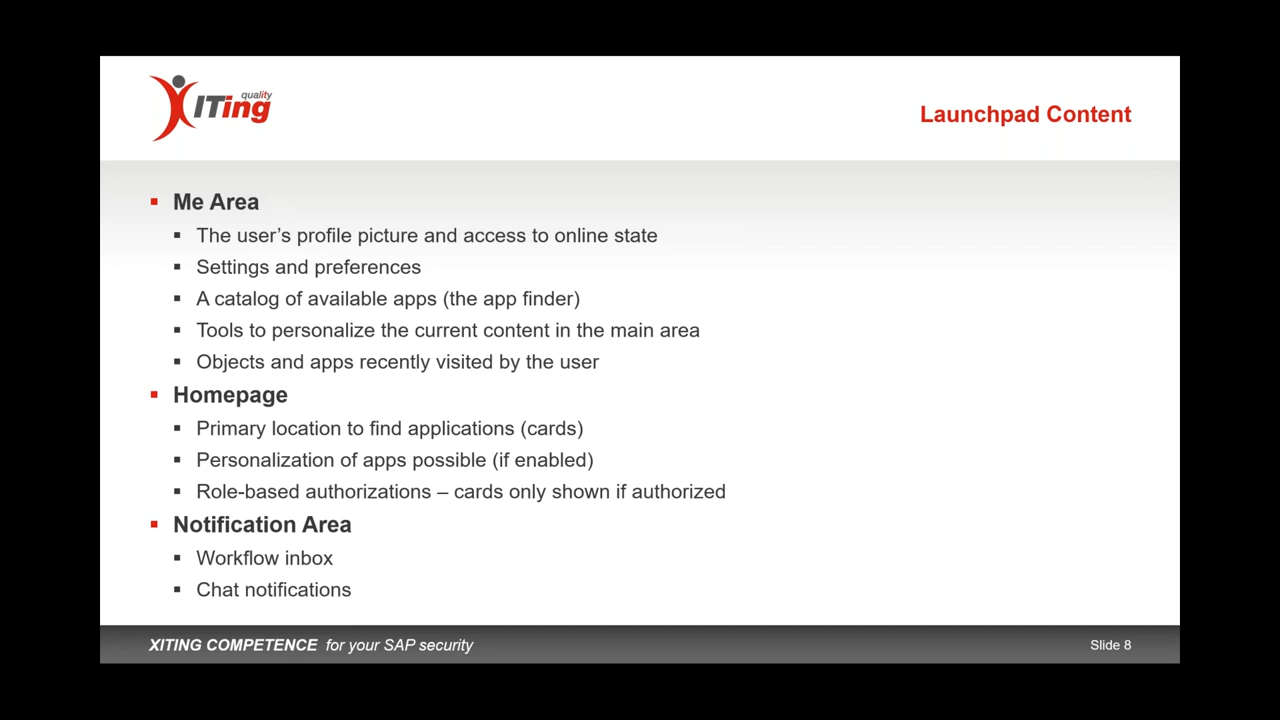 quality
XITing
Launchpad Content
Me Area
The user's profile picture and access to online state
Settings and preferences
A catalog of available apps (the app finder)
Tools to personalize the current content in the main area
Objects and apps recently visited by the user
Homepage
Primary location to find applications (cards)
Personalization of apps possible (if enabled)
Role-based authorizations – cards only shown if authorized
Notification Area
Workflow inbox
Chat notifications
XITING COMPETENCE for your SAP security
Slide 8